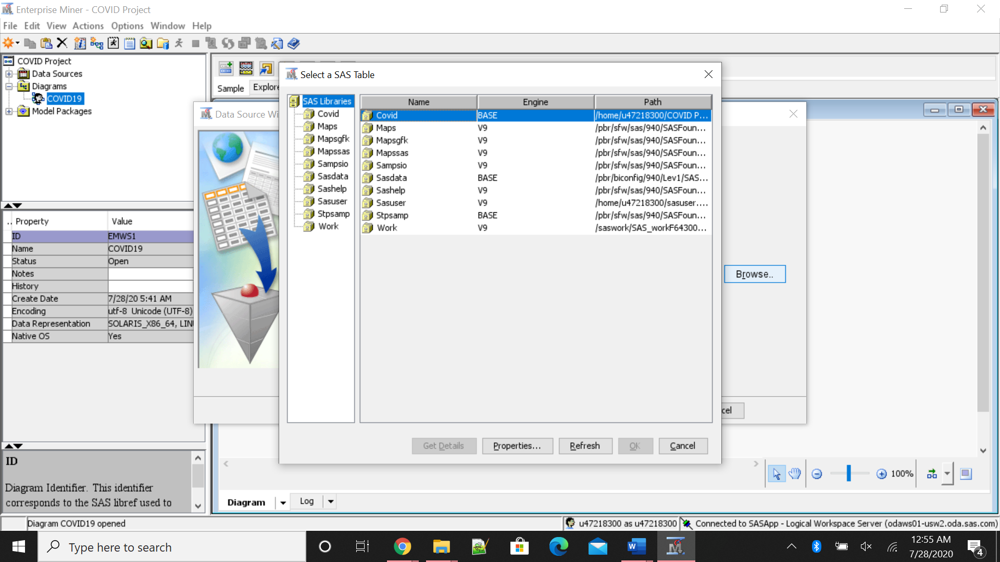 Enterprise Miner - COVID Project
File Edit View Actions Options Window Help
COVID Project
Data Sources
Diagrams
COVID19
Model Packages
.. Property Value
ID EMWS1
Name COVID19
Status Open
Notes
History
Create Date 7/28/20 5:41 AM
Encoding utf-8 Unicode (UTF-8)
Data Representation SOLARIS_X86_64, LIN
Native OS Yes
ID
Diagram Identifier. This identifier
corresponds to the SAS libref used to
Sample Explore
Data Source Wi
Select a SAS Table
SAS Libraries
Covid
Maps
Mapsgfk
Mapssas
Sampsio
Sasdata
Sashelp
Sasuser
Stpsamp
Work
Name Engine Path
Covid BASE /home/u47218300/COVID P...
Maps V9 /pbr/sfw/sas/940/SASFoun...
Mapsgfk V9 /pbr/sfw/sas/940/SASFoun...
Mapssas V9 /pbr/sfw/sas/940/SASFoun...
Sampsio V9 /pbr/sfw/sas/940/SASFoun...
Sasdata BASE /pbr/biconfig/940/Lev1/SAS...
Sashelp V9 /pbr/sfw/sas/940/SASFoun...
Sasuser V9 /home/u47218300/sasuser....
Stpsamp BASE /pbr/sfw/sas/940/SASFoun...
Work V9 /saswork/SAS_workF64300...
Get Details Properties... Refresh OK Cancel
Browse..
cel
100%
Diagram Log
Diagram COVID19 opened
u47218300 as u47218300
Connected to SASApp - Logical Workspace Server (odaws01-usw2.oda.sas.com)
Type here to search
12:55 AM
7/28/2020
4